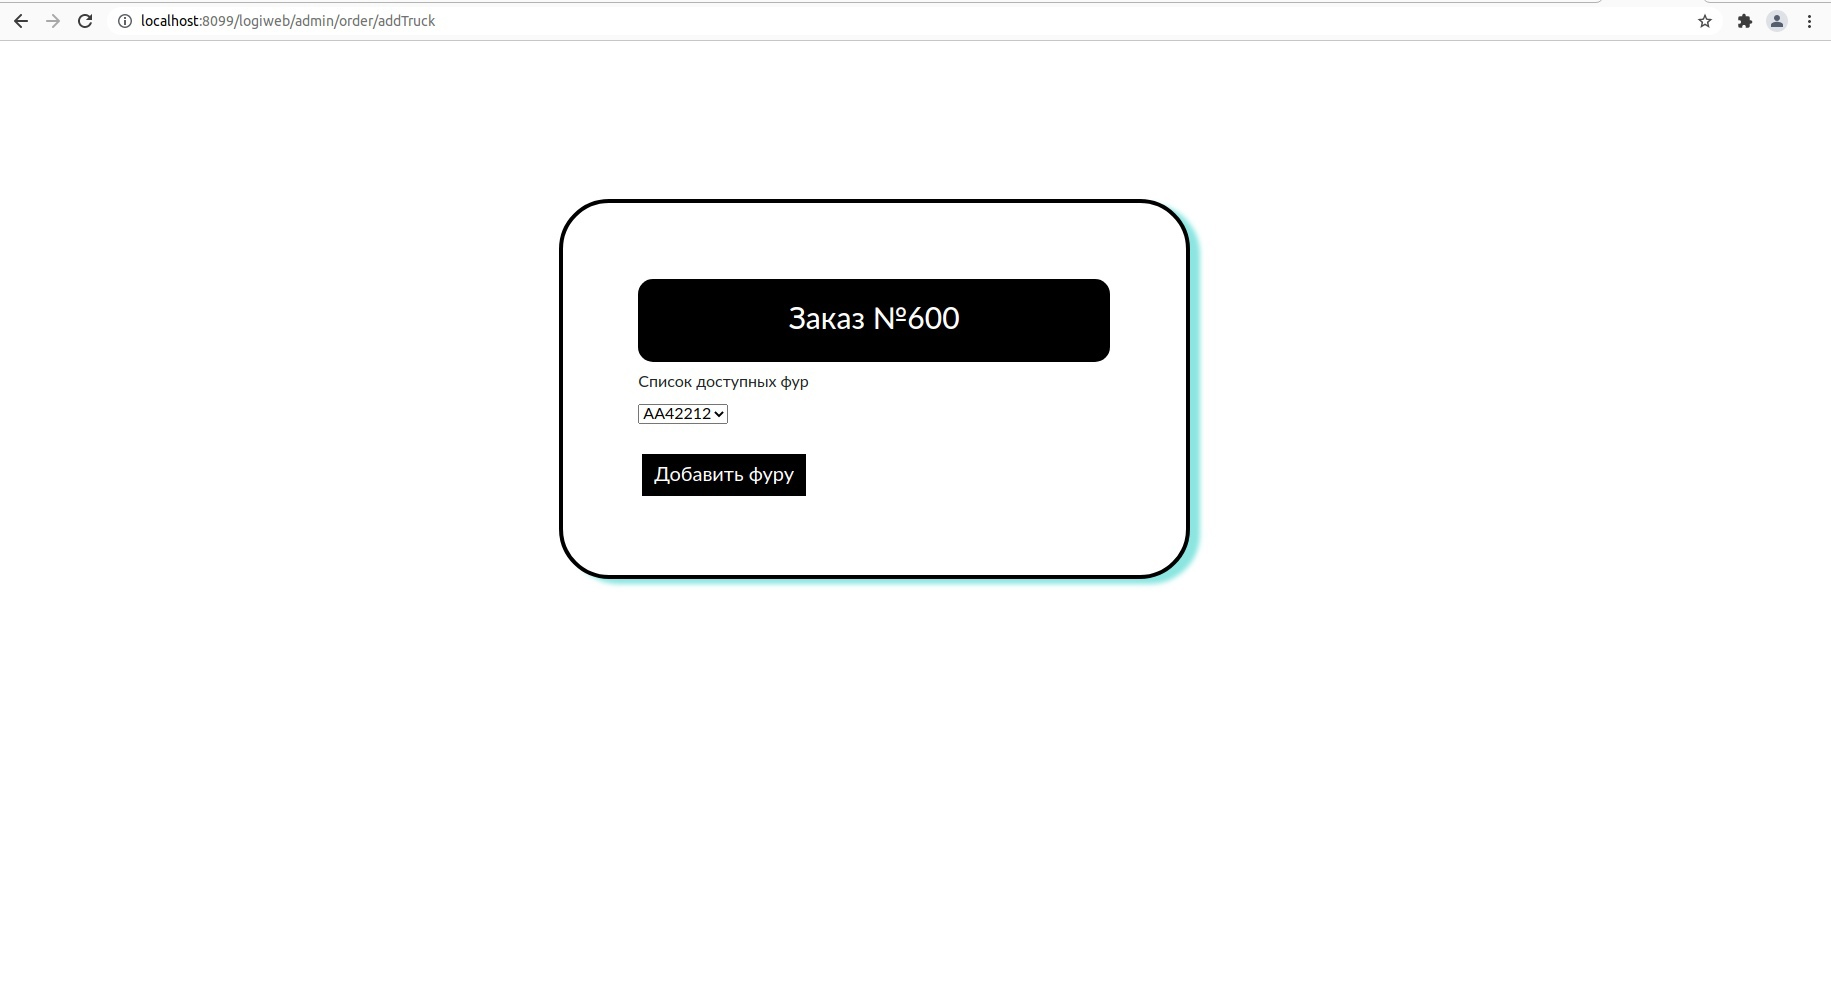 localhost:8099/logiweb/admin/order/addTruck
Заказ №600
Список доступных фур
AA42212
Добавить фуру